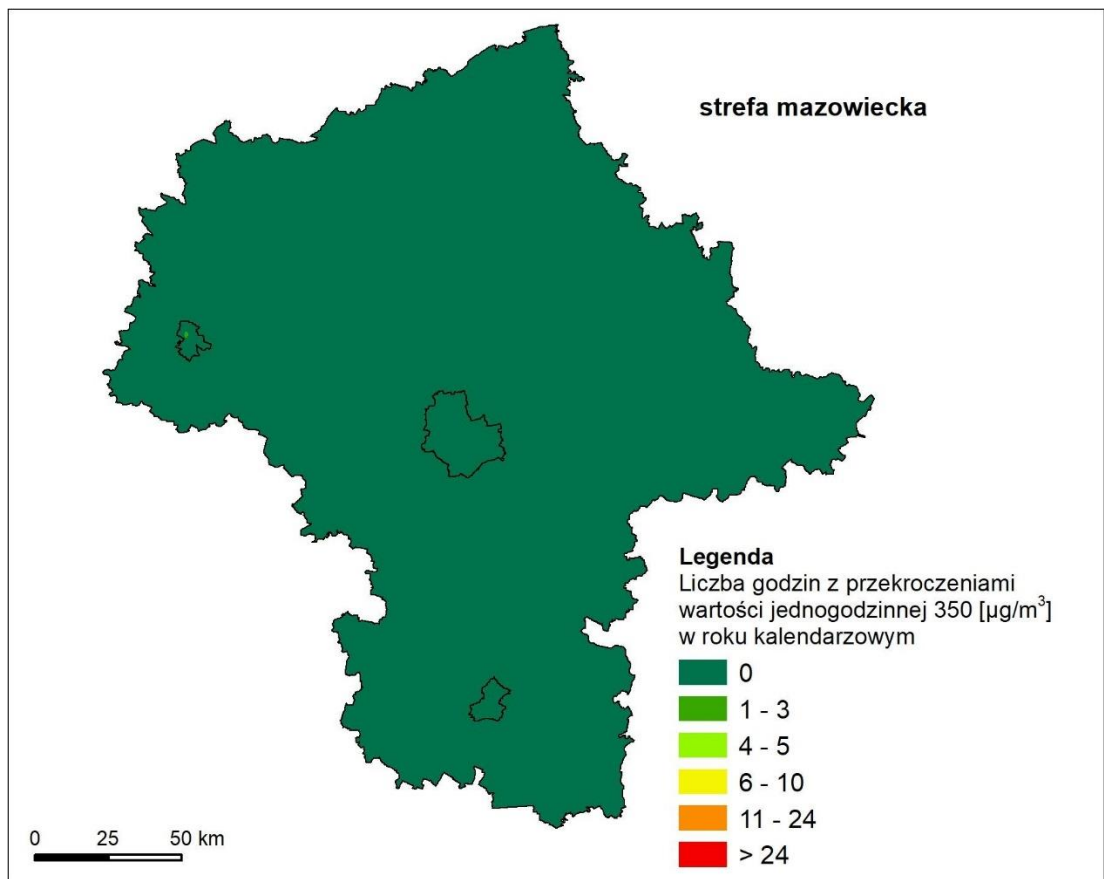 strefa mazowiecka
Legenda
Liczba godzin z przekroczeniami
wartości jednogodzinnej 350 [µg/m³]
w roku kalendarzowym
0
1 - 3
4 - 5
6 - 10
11 - 24
> 24
0 25 50 km